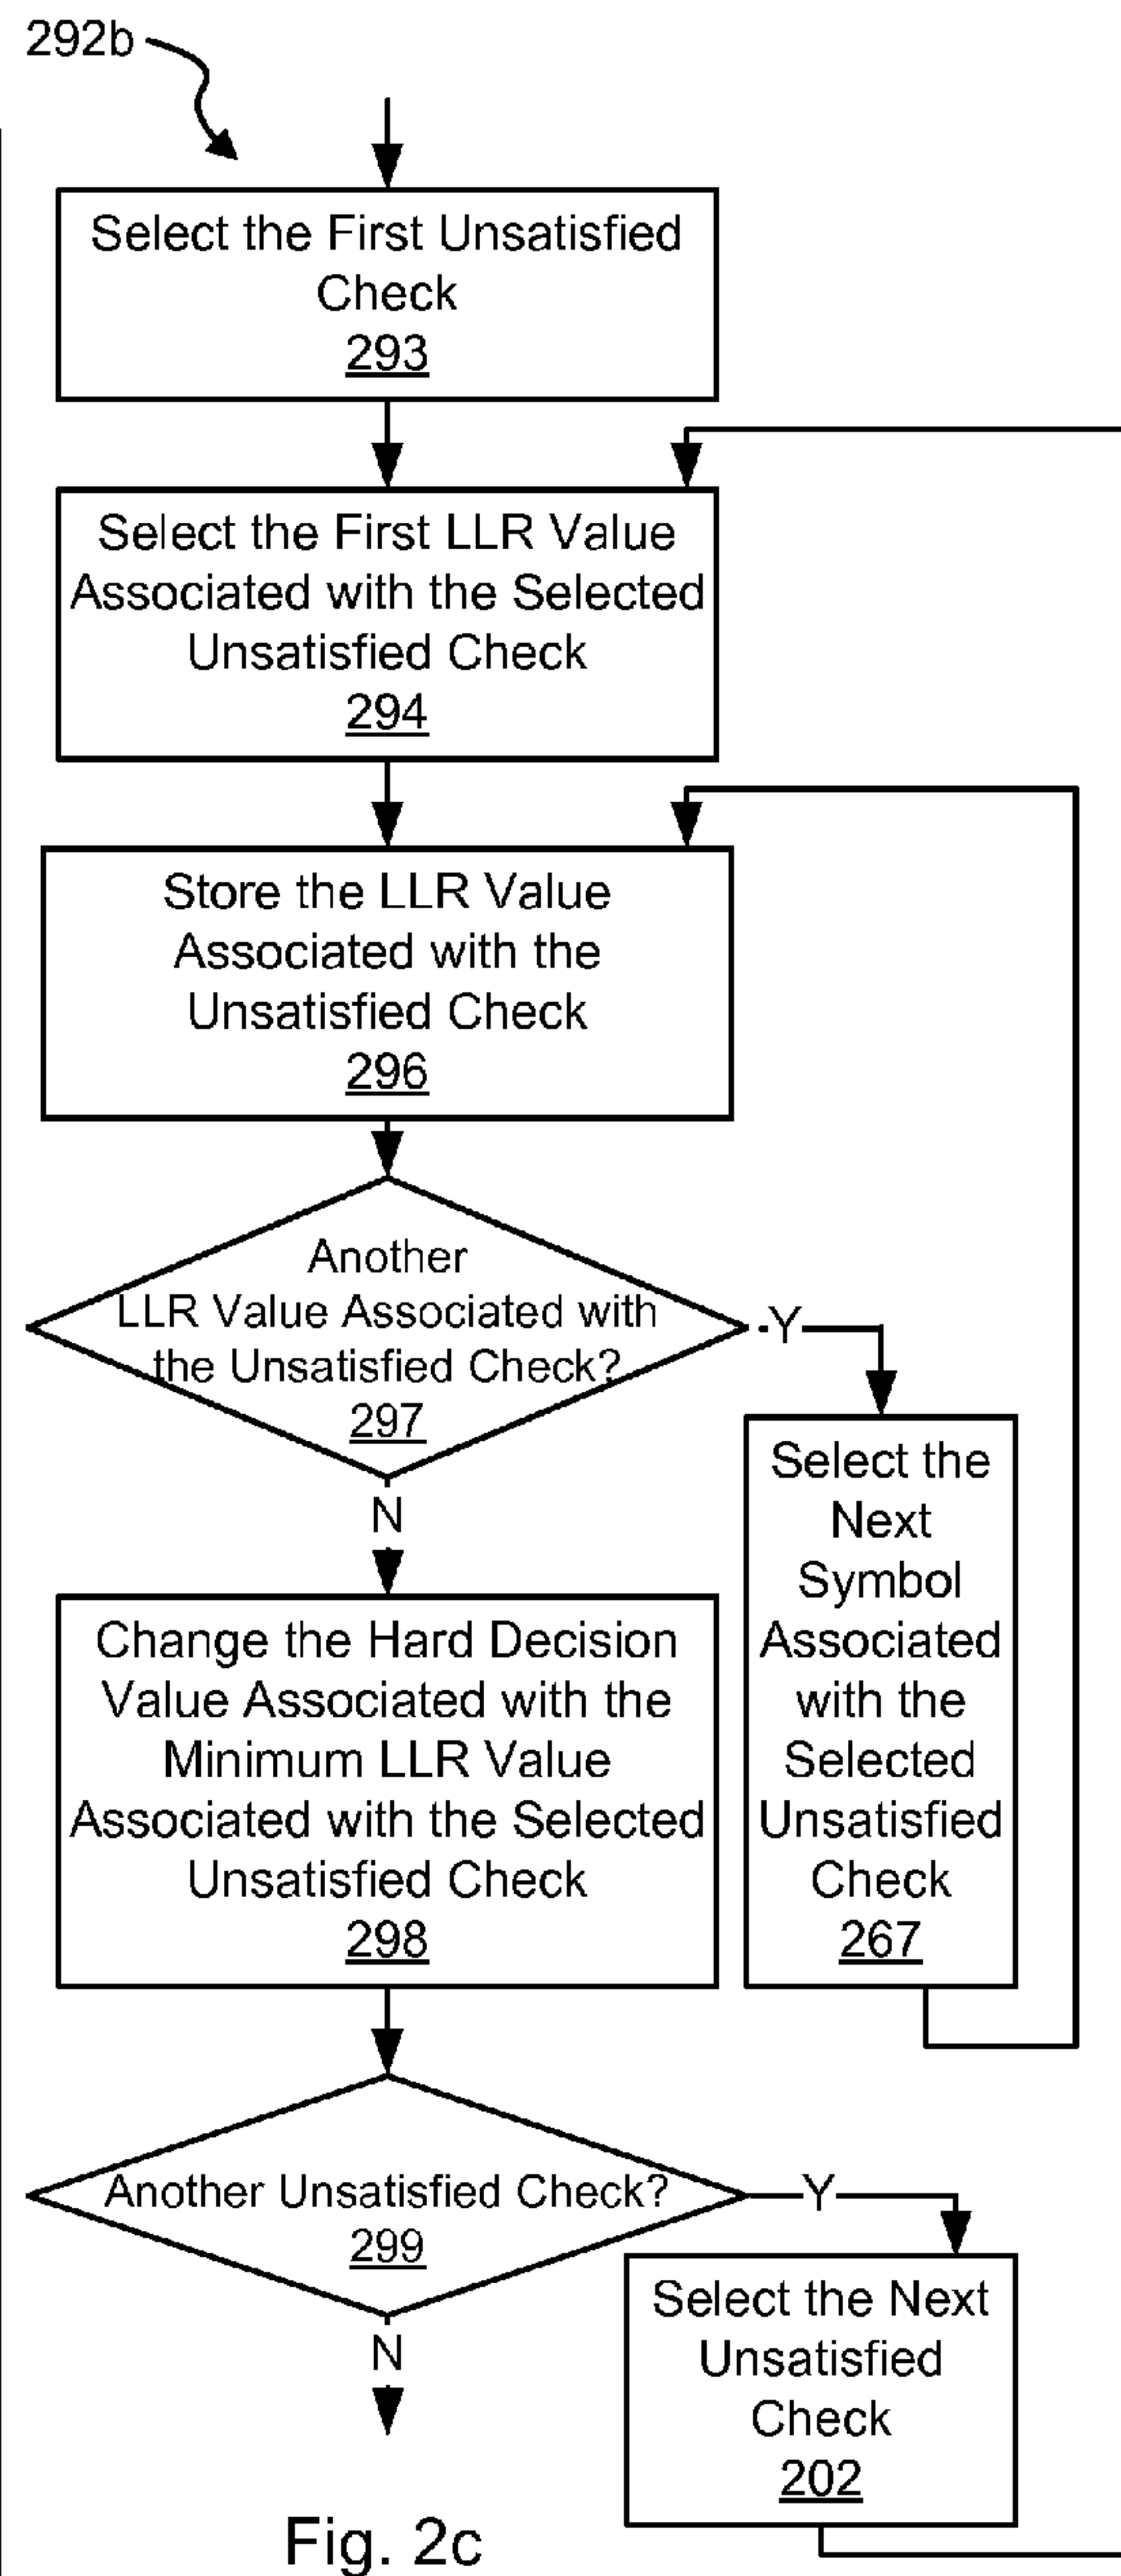 292b
Select the First Unsatisfied
Check
293
Select the First LLR Value
Associated with the Selected
Unsatisfied Check
294
Store the LLR Value
Associated with the
Unsatisfied Check
296
Another
LLR Value Associated with
the Unsatisfied Check?
297
Y
N
Select the
Next
Symbol
Associated
with the
Selected
Unsatisfied
Check
267
Change the Hard Decision
Value Associated with the
Minimum LLR Value
Associated with the Selected
Unsatisfied Check
298
Another Unsatisfied Check?
299
Y
N
Select the Next
Unsatisfied
Check
202
Fig. 2c